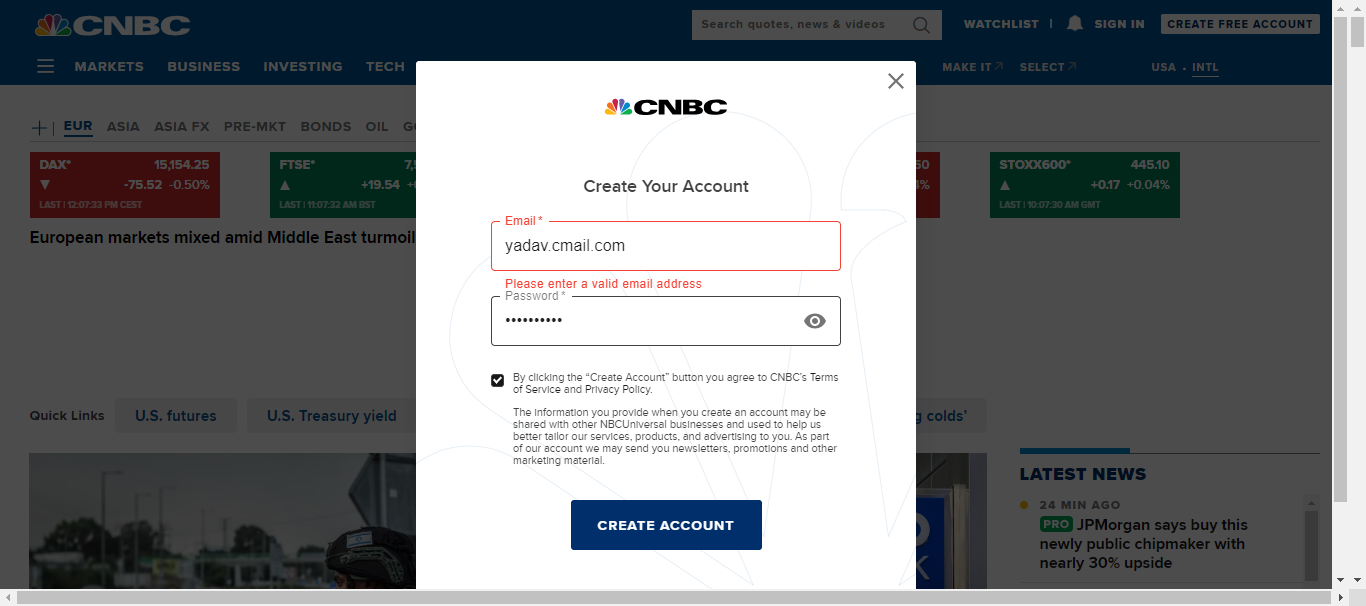 CNBC
Search quotes, news & videos
WATCHLIST |
SIGN IN
CREATE FREE ACCOUNT
MARKETS BUSINESS INVESTING TECH
MAKE IT SELECT
USA • INTL
CNBC
EUR ASIA ASIA FX PRE-MKT BONDS OIL
DAX* 15,154.25
-75.52 -0.50%
LAST | 12:07:33 PM CEST
FTSE*
+19.54
LAST | 11:07:32 AM BST
STOXX600* 445.10
+0.17 +0.04%
LAST | 10:07:30 AM GMT
European markets mixed amid Middle East turmoil
Create Your Account
Email *
yadav.cmail.com
Please enter a valid email address
Password *
••••••••••
By clicking the “Create Account” button you agree to CNBC’s Terms
of Service and Privacy Policy.
The information you provide when you create an account may be
shared with other NBCUniversal businesses and used to help us
better tailor our services, products, and advertising to you. As part
of our account we may send you newsletters, promotions and other
marketing material.
CREATE ACCOUNT
Quick Links
U.S. futures
U.S. Treasury yield
colds’
LATEST NEWS
24 MIN AGO
PRO JPMorgan says buy this
newly public chipmaker with
nearly 30% upside